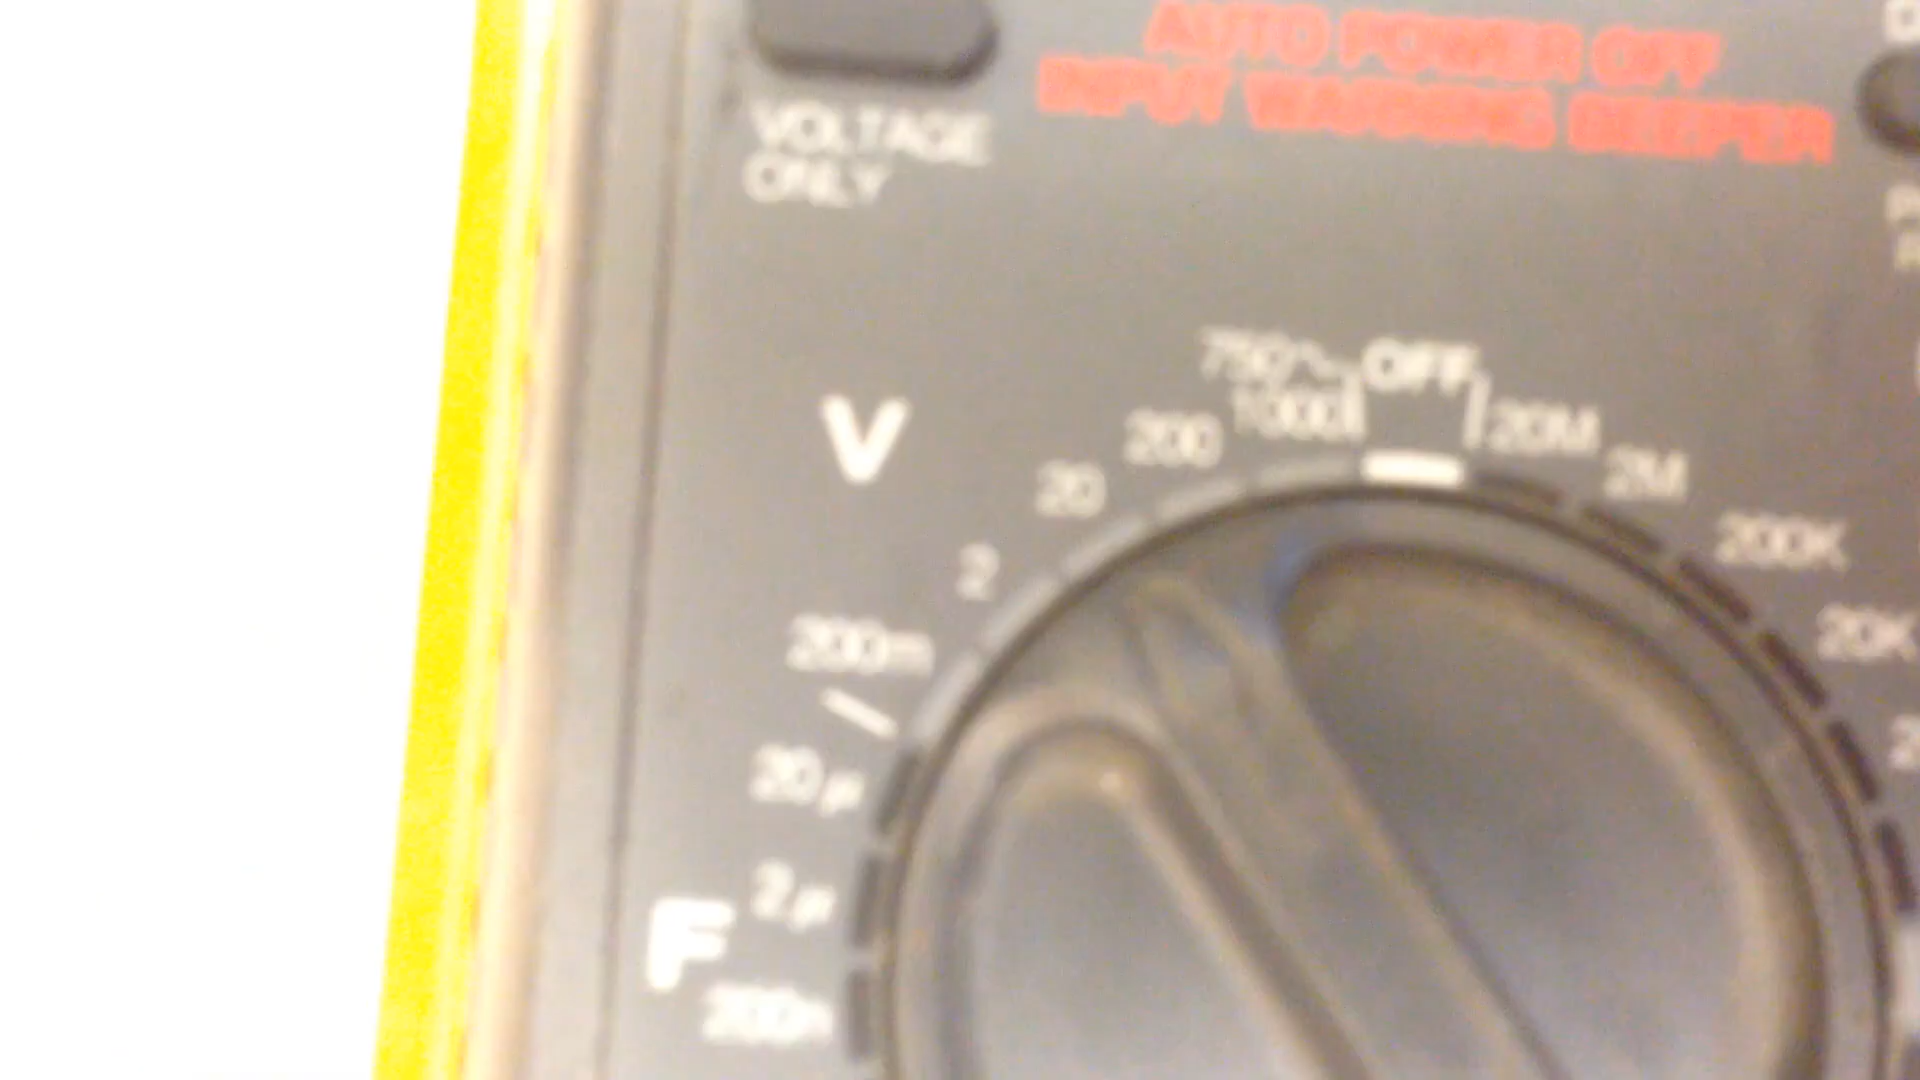 VOLTAGE
ONLY
AUTO POWER OFF
INPUT WARNING BEEPER
V
750~
1000
OFF
20M
200
2M
20
200K
2
20K
200m
20µ
2µ
F
200n